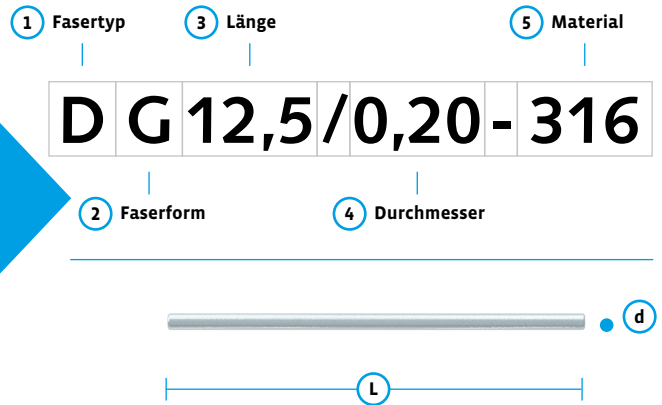 1 Fasertyp 3 Länge 5 Material
D G 12,5 / 0,20 - 316
2 Faserform 4 Durchmesser
d
L